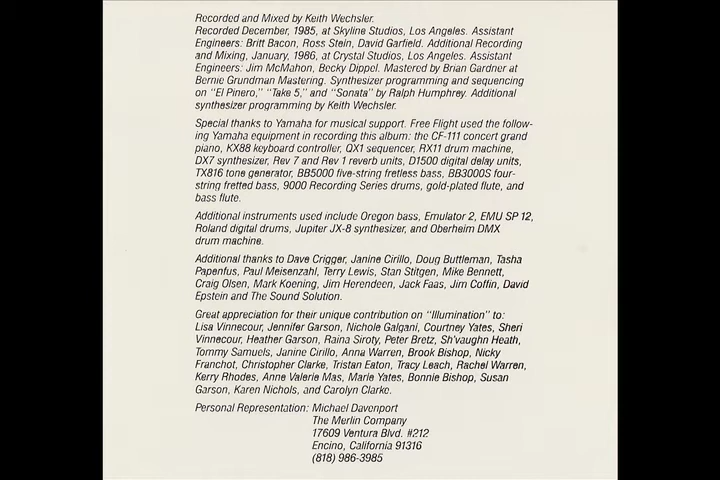 Recorded and Mixed by Keith Wechsler.
Recorded December, 1985, at Skyline Studios, Los Angeles. Assistant
Engineers: Britt Bacon, Ross Stein, David Garfield. Additional Recording
and Mixing, January, 1986, at Crystal Studios, Los Angeles. Assistant
Engineers: Jim McMahon, Becky Dippel. Mastered by Brian Gardner at
Bernie Grundman Mastering. Synthesizer programming and sequencing
on "El Pinero," "Take 5," and "Sonata" by Ralph Humphrey. Additional
synthesizer programming by Keith Wechsler.
Special thanks to Yamaha for musical support. Free Flight used the follow-
ing Yamaha equipment in recording this album: the CF-111 concert grand
piano, KX88 keyboard controller, QX1 sequencer, RX11 drum machine,
DX7 synthesizer, Rev 7 and Rev 1 reverb units, D1500 digital delay units,
TX816 tone generator, BB5000 five-string fretless bass, BB3000S four-
string fretted bass, 9000 Recording Series drums, gold-plated flute, and
bass flute.
Additional instruments used include Oregon bass, Emulator 2, EMU SP 12,
Roland digital drums, Jupiter JX-8 synthesizer, and Oberheim DMX
drum machine.
Additional thanks to Dave Crigger, Janine Cirillo, Doug Buttleman, Tasha
Papenfus, Paul Meisenzahl, Terry Lewis, Stan Stitgen, Mike Bennett,
Craig Olsen, Mark Koening, Jim Herendeen, Jack Faas, Jim Coffin, David
Epstein and The Sound Solution.
Great appreciation for their unique contribution on "Illumination" to:
Lisa Vinnecour, Jennifer Garson, Nichole Galgani, Courtney Yates, Sheri
Vinnecour, Heather Garson, Raina Siroty, Peter Bretz, Sh'vaughn Heath,
Tommy Samuels, Janine Cirillo, Anna Warren, Brook Bishop, Nicky
Franchot, Christopher Clarke, Tristan Eaton, Tracy Leach, Rachel Warren,
Kerry Rhodes, Anne Valerie Mas, Marie Yates, Bonnie Bishop, Susan
Garson, Karen Nichols, and Carolyn Clarke.
Personal Representation: Michael Davenport
The Merlin Company
17609 Ventura Blvd. #212
Encino, California 91316
(818) 986-3985